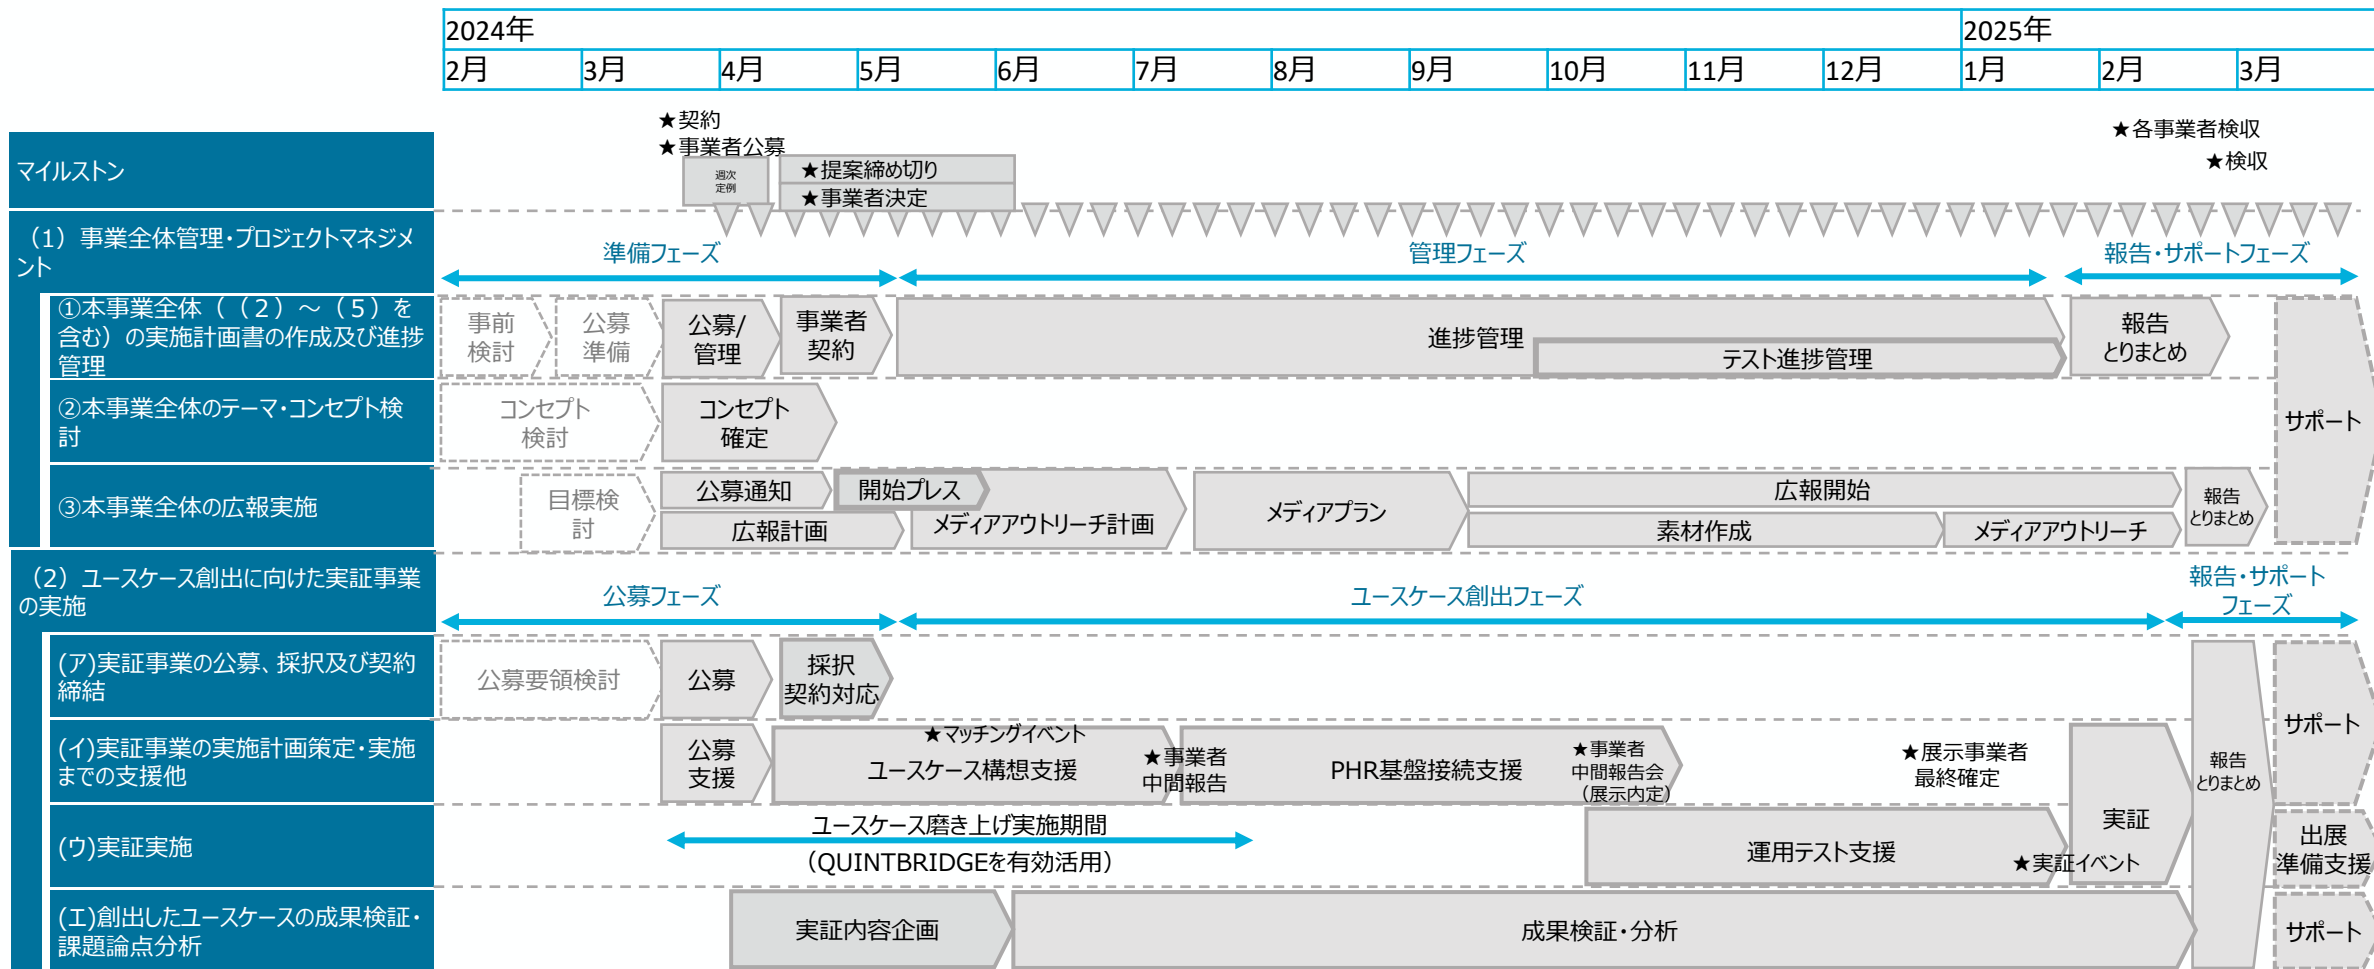 2024年
2025年
2月
3月
4月
5月
6月
7月
8月
9月
10月
11月
12月
1月
2月
3月
マイルストン
★契約
★事業者公募
週次
定例
★提案締め切り
★事業者決定
★各事業者検収
★検収
（1）事業全体管理・プロジェクトマネジメ
ント
準備フェーズ
管理フェーズ
報告・サポートフェーズ
①本事業全体（（２）～（５）を
含む）の実施計画書の作成及び進捗
管理
事前
検討
公募
準備
公募/
管理
事業者
契約
進捗管理
テスト進捗管理
報告
とりまとめ
サポート
②本事業全体のテーマ・コンセプト検
討
コンセプト
検討
コンセプト
確定
③本事業全体の広報実施
目標検
討
公募通知
広報計画
開始プレス
メディアアウトリーチ計画
メディアプラン
広報開始
素材作成
メディアアウトリーチ
報告
とりまとめ
（2）ユースケース創出に向けた実証事業
の実施
公募フェーズ
ユースケース創出フェーズ
報告・サポート
フェーズ
(ア)実証事業の公募、採択及び契約
締結
公募要領検討
公募
採択
契約対応
(イ)実証事業の実施計画策定・実施
までの支援他
公募
支援
★マッチングイベント
ユースケース構想支援
★事業者
中間報告
PHR基盤接続支援
★事業者
中間報告会
（展示内定）
★展示事業者
最終確定
実証
報告
とりまとめ
サポート
(ウ)実証実施
ユースケース磨き上げ実施期間
（QUINTBRIDGEを有効活用）
運用テスト支援
★実証イベント
出展
準備支援
(エ)創出したユースケースの成果検証・
課題論点分析
実証内容企画
成果検証・分析
サポート